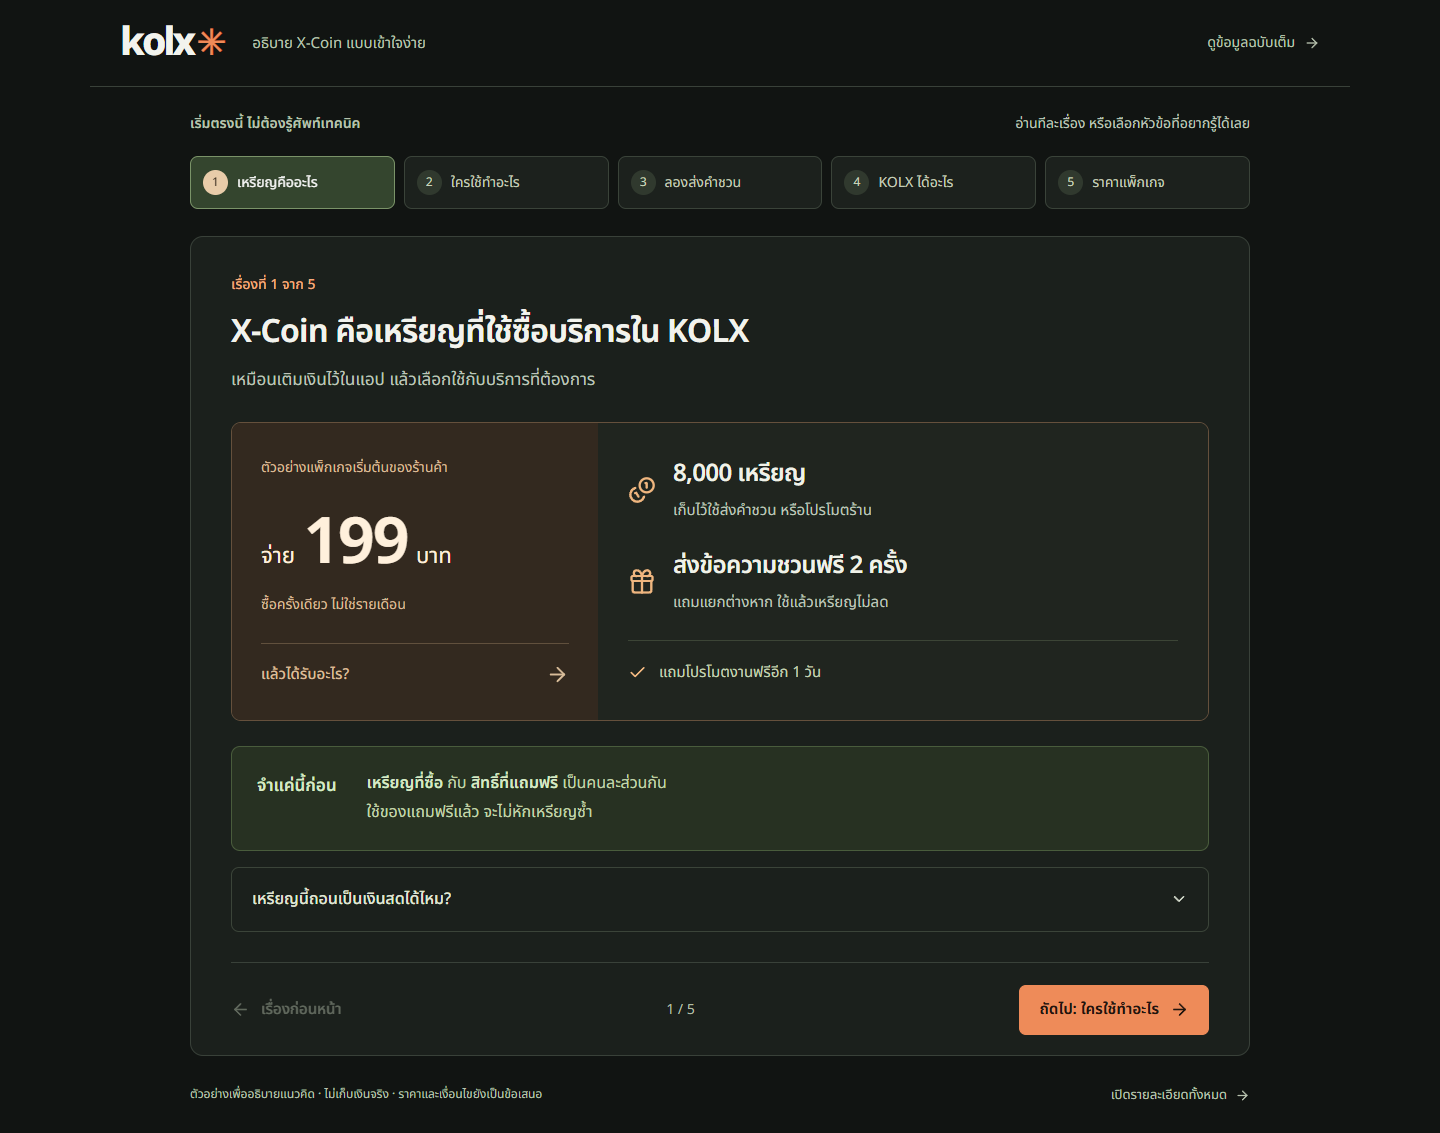 kolx
อธิบาย X-Coin แบบเข้าใจง่าย
ดูข้อมูลฉบับเต็ม
เริ่มตรงนี้ ไม่ต้องรู้ศัพท์เทคนิค
อ่านทีละเรื่อง หรือเลือกหัวข้อที่อยากรู้ได้เลย
1 เหรียญคืออะไร
2 ใครใช้ทำอะไร
3 ลองส่งคำชวน
4 KOLX ได้อะไร
5 ราคาแพ็กเกจ
เรื่องที่ 1 จาก 5
X-Coin คือเหรียญที่ใช้ซื้อบริการใน KOLX
เหมือนเติมเงินไว้ในแอป แล้วเลือกใช้กับบริการที่ต้องการ
ตัวอย่างแพ็กเกจเริ่มต้นของร้านค้า
จ่าย 199 บาท
ซื้อครั้งเดียว ไม่ใช่รายเดือน
แล้วได้รับอะไร?
8,000 เหรียญ
เก็บไว้ใช้ส่งคำชวน หรือโปรโมตร้าน
ส่งข้อความชวนฟรี 2 ครั้ง
แถมแยกต่างหาก ใช้แล้วเหรียญไม่ลด
แถมโปรโมตงานฟรีอีก 1 วัน
จำแค่นี้ก่อน
เหรียญที่ซื้อ กับ สิทธิ์ที่แถมฟรี เป็นคนละส่วนกัน
ใช้ของแถมฟรีแล้ว จะไม่หักเหรียญซ้ำ
เหรียญนี้ถอนเป็นเงินสดได้ไหม?
เรื่องก่อนหน้า
1 / 5
ถัดไป: ใครใช้ทำอะไร
ตัวอย่างเพื่ออธิบายแนวคิด · ไม่เก็บเงินจริง · ราคาและเงื่อนไขยังเป็นข้อเสนอ
เปิดรายละเอียดทั้งหมด